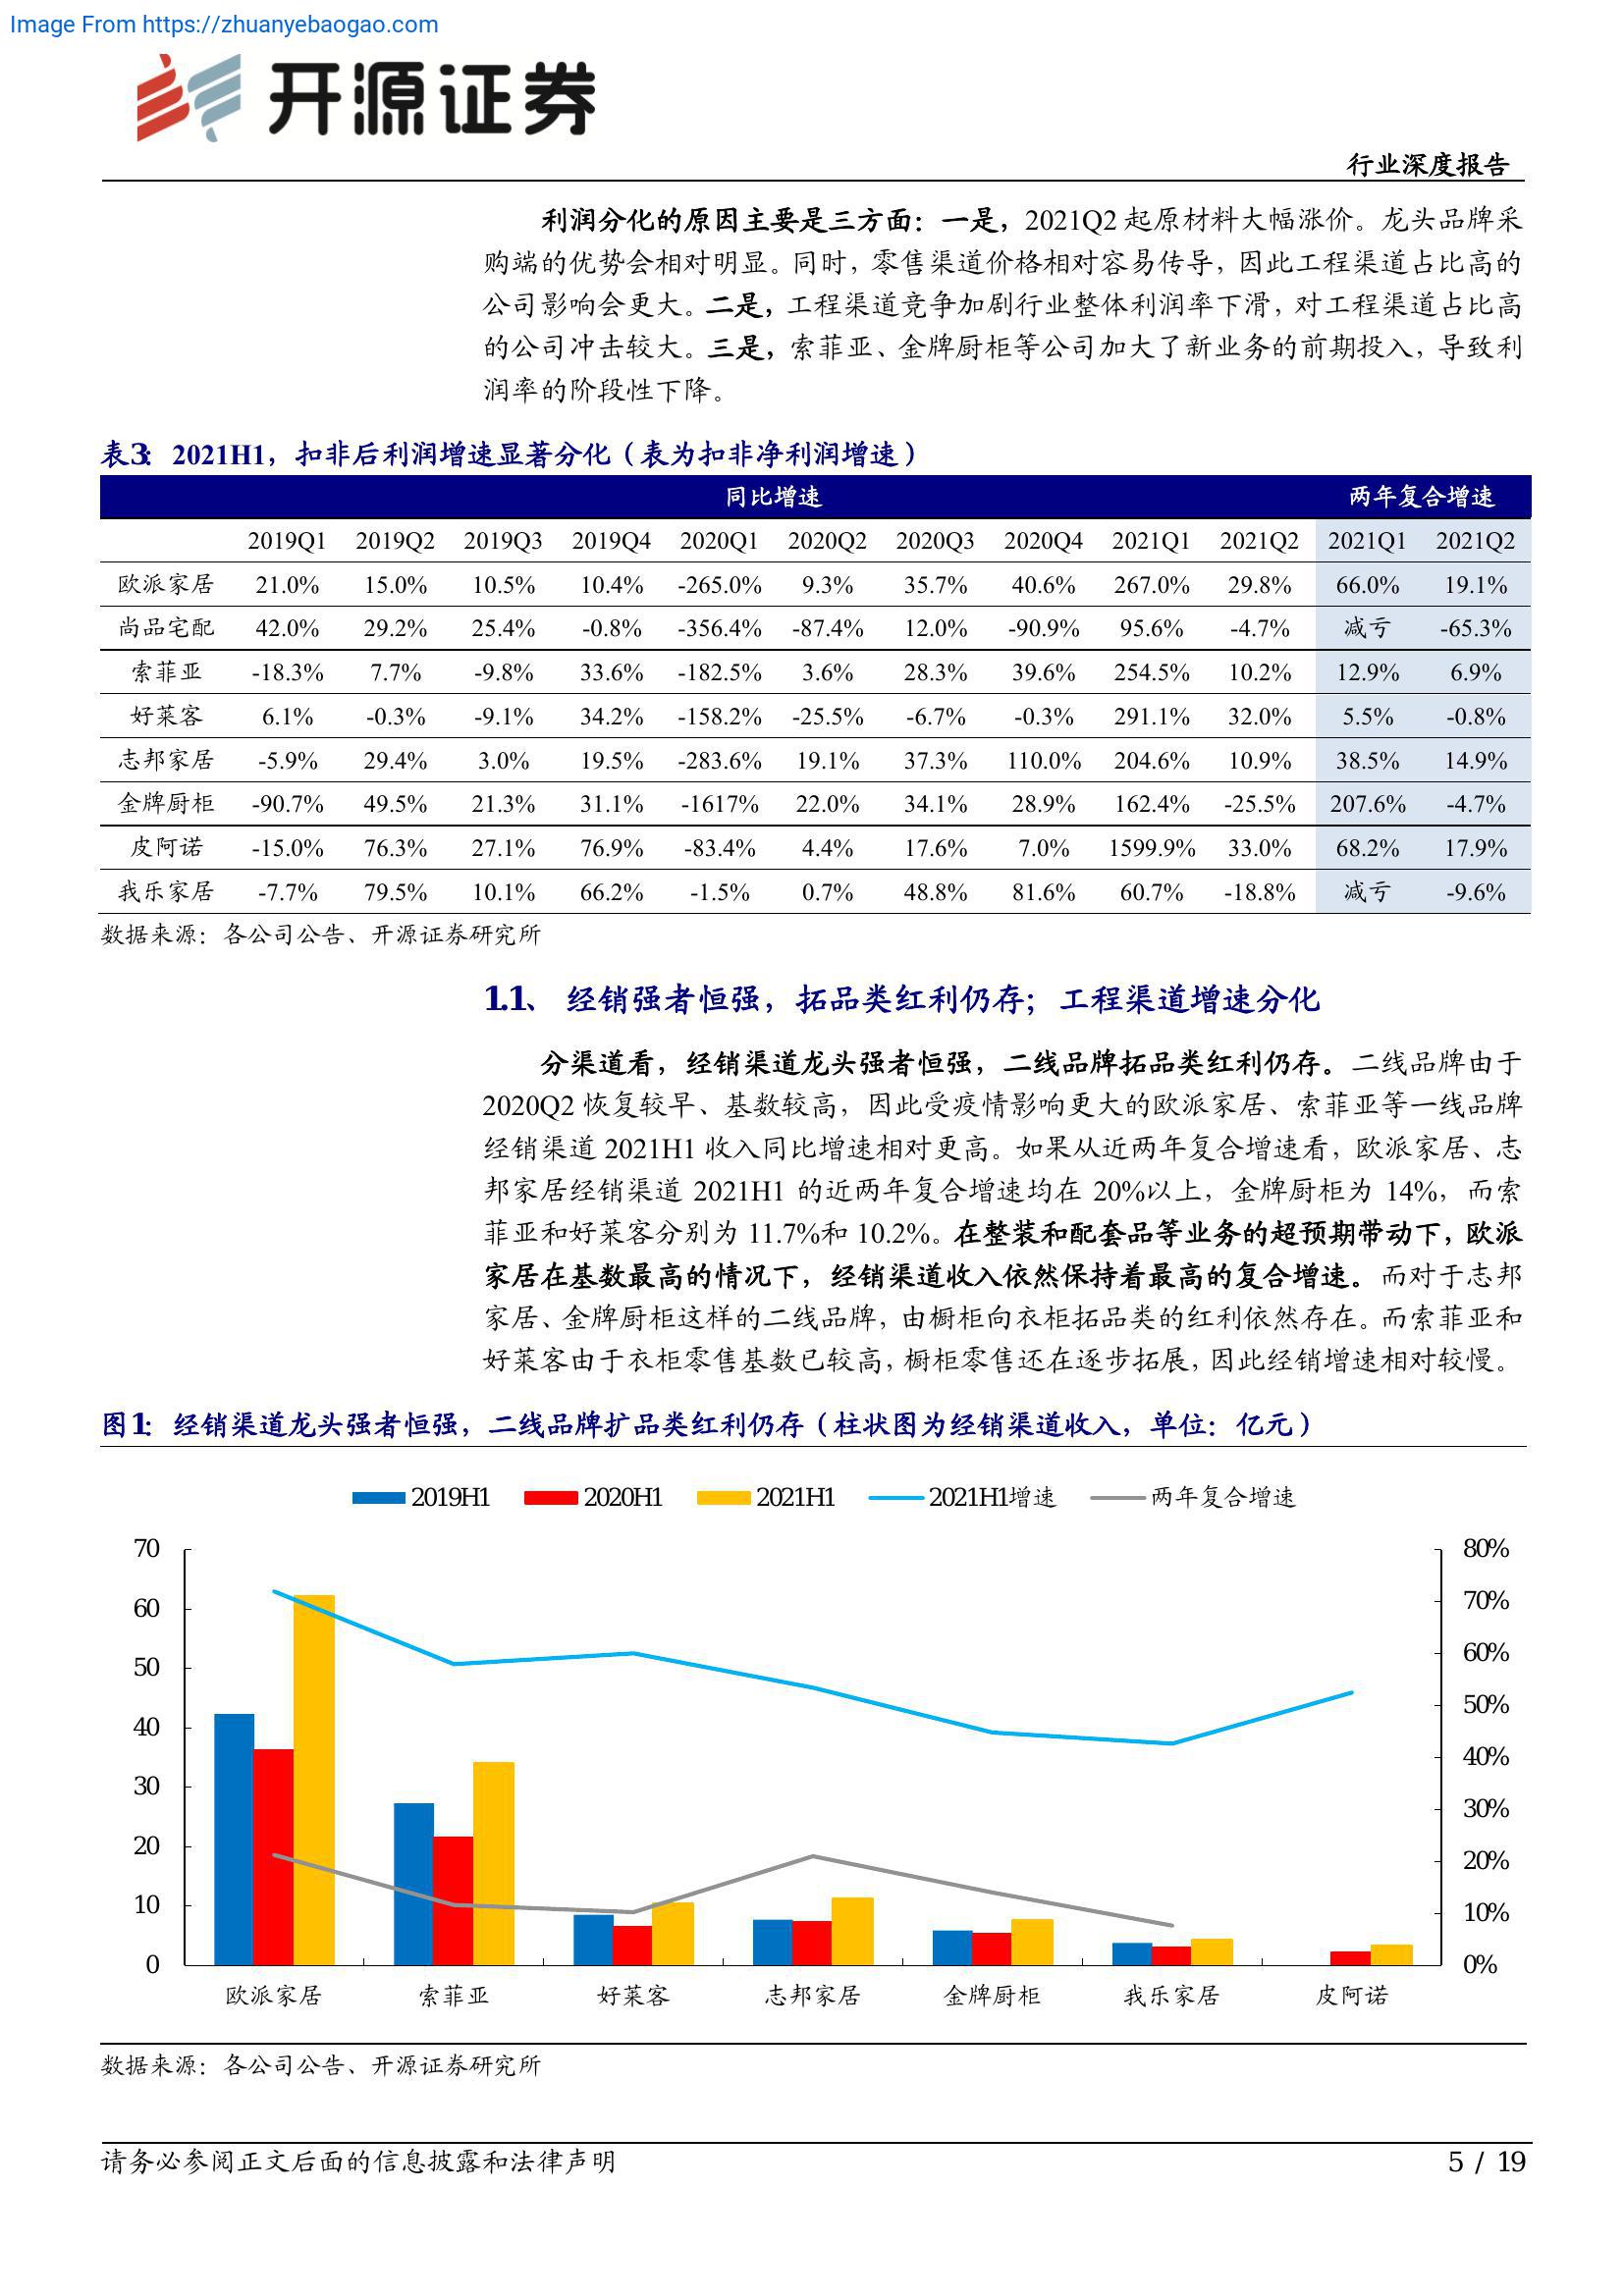 Image From https://zhuanyebaogao.com
开源证券
行业深度报告
利润分化的原因主要是三方面：一是，2021Q2 起原材料大幅涨价。龙头品牌采
购端的优势会相对明显。同时，零售渠道价格相对容易传导，因此工程渠道占比高的
公司影响会更大。二是，工程渠道竞争加剧行业整体利润率下滑，对工程渠道占比高
的公司冲击较大。三是，索菲亚、金牌厨柜等公司加大了新业务的前期投入，导致利
润率的阶段性下降。
表3： 2021H1，扣非后利润增速显著分化（表为扣非净利润增速）
同比增速 两年复合增速
2019Q1 2019Q2 2019Q3 2019Q4 2020Q1 2020Q2 2020Q3 2020Q4 2021Q1 2021Q2 2021Q1 2021Q2
欧派家居 21.0% 15.0% 10.5% 10.4% -265.0% 9.3% 35.7% 40.6% 267.0% 29.8% 66.0% 19.1%
尚品宅配 42.0% 29.2% 25.4% -0.8% -356.4% -87.4% 12.0% -90.9% 95.6% -4.7% 减亏 -65.3%
索菲亚 -18.3% 7.7% -9.8% 33.6% -182.5% 3.6% 28.3% 39.6% 254.5% 10.2% 12.9% 6.9%
好莱客 6.1% -0.3% -9.1% 34.2% -158.2% -25.5% -6.7% -0.3% 291.1% 32.0% 5.5% -0.8%
志邦家居 -5.9% 29.4% 3.0% 19.5% -283.6% 19.1% 37.3% 110.0% 204.6% 10.9% 38.5% 14.9%
金牌厨柜 -90.7% 49.5% 21.3% 31.1% -1617% 22.0% 34.1% 28.9% 162.4% -25.5% 207.6% -4.7%
皮阿诺 -15.0% 76.3% 27.1% 76.9% -83.4% 4.4% 17.6% 7.0% 1599.9% 33.0% 68.2% 17.9%
我乐家居 -7.7% 79.5% 10.1% 66.2% -1.5% 0.7% 48.8% 81.6% 60.7% -18.8% 减亏 -9.6%
数据来源：各公司公告、开源证券研究所
1.1、 经销强者恒强，拓品类红利仍存；工程渠道增速分化
分渠道看，经销渠道龙头强者恒强，二线品牌拓品类红利仍存。二线品牌由于
2020Q2 恢复较早、基数较高，因此受疫情影响更大的欧派家居、索菲亚等一线品牌
经销渠道 2021H1 收入同比增速相对更高。如果从近两年复合增速看，欧派家居、志
邦家居经销渠道 2021H1 的近两年复合增速均在 20%以上，金牌厨柜为 14%，而索
菲亚和好莱客分别为 11.7%和 10.2%。在整装和配套品等业务的超预期带动下，欧派
家居在基数最高的情况下，经销渠道收入依然保持着最高的复合增速。而对于志邦
家居、金牌厨柜这样的二线品牌，由橱柜向衣柜拓品类的红利依然存在。而索菲亚和
好莱客由于衣柜零售基数已较高，橱柜零售还在逐步拓展，因此经销增速相对较慢。
图1： 经销渠道龙头强者恒强，二线品牌扩品类红利仍存（柱状图为经销渠道收入，单位：亿元）
2019H1 2020H1 2021H1 2021H1增速 两年复合增速
70 80%
60 70%
50 60%
40 50%
30 40%
20 30%
10 20%
0 10%
0%
欧派家居 索菲亚 好莱客 志邦家居 金牌厨柜 我乐家居 皮阿诺
数据来源：各公司公告、开源证券研究所
请务必参阅正文后面的信息披露和法律声明 5 / 19